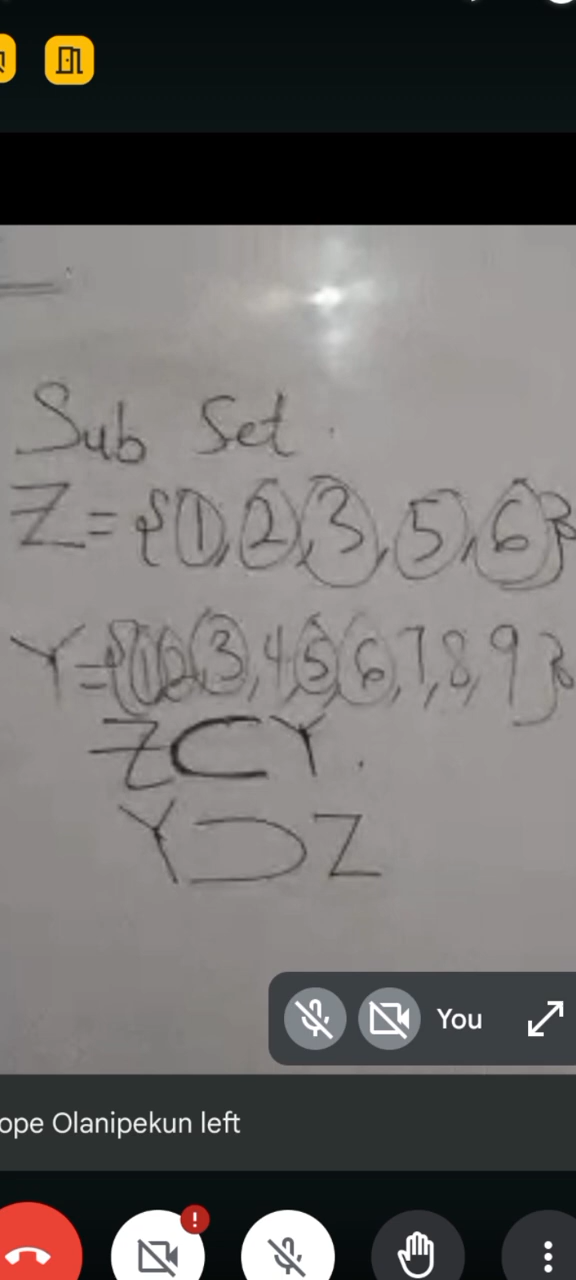 Sub Set.
Z={1,2,3,5,6}
Y={1,2,3,4,5,6,7,8,9}
Z⊂Y.
Y⊃Z
You
ope Olanipekun left
!